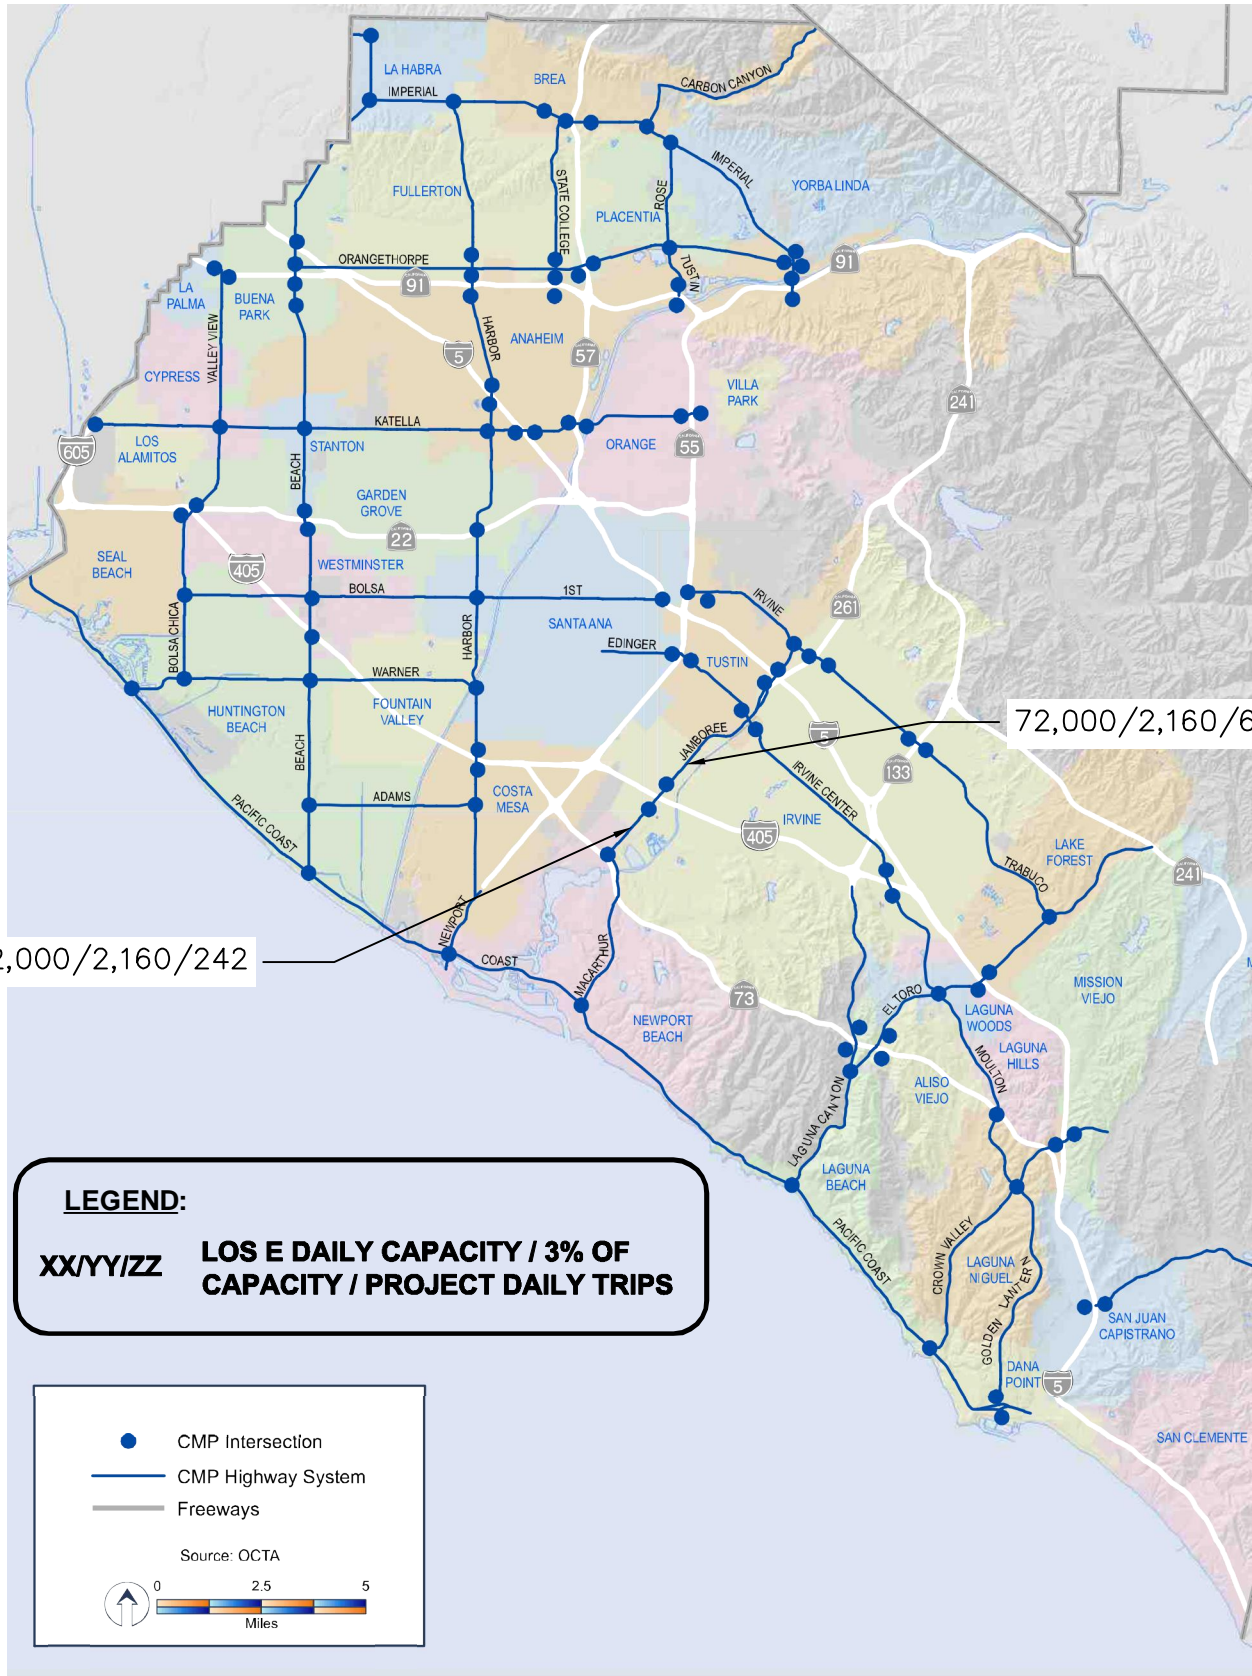 LA HABRA
BREA
CARBON CANYON
IMPERIAL
IMPERIAL
FULLERTON
STATE COLLEGE
ROSE
PLACENTIA
YORBA LINDA
ORANGETHORPE
TUSTIN
91
91
LA
PALMA
BUENA
PARK
VALLEY VIEW
HARBOR
ANAHEIM
5
57
CYPRESS
VILLA
PARK
241
KATELLA
605
LOS
ALAMITOS
STANTON
ORANGE
55
BEACH
GARDEN
GROVE
22
SEAL
BEACH
405
WESTMINSTER
BOLSA
1ST
IRVINE
261
BOLSA CHICA
HARBOR
SANTA ANA
EDINGER
TUSTIN
WARNER
HUNTINGTON
BEACH
FOUNTAIN
VALLEY
JAMBOREE
72,000/2,160/6
5
133
BEACH
IRVINE CENTER
ADAMS
COSTA
MESA
PACIFIC COAST
405
IRVINE
LAKE
FOREST
TRABUCO
241
NEWPORT
2,000/2,160/242
COAST
MACARTHUR
73
EL TORO
MISSION
VIEJO
NEWPORT
BEACH
LAGUNA
WOODS
LAGUNA
HILLS
MOULTON
ALISO
VIEJO
LAGUNA CANYON
LAGUNA
BEACH
PACIFIC COAST
CROWN VALLEY
LAGUNA
NIGUEL
GOLDEN LANTERN
SAN JUAN
CAPISTRANO
DANA
POINT
5
SAN CLEMENTE
LEGEND:
XX/YY/ZZ LOS E DAILY CAPACITY / 3% OF
CAPACITY / PROJECT DAILY TRIPS
CMP Intersection
CMP Highway System
Freeways
Source: OCTA
0 2.5 5
Miles